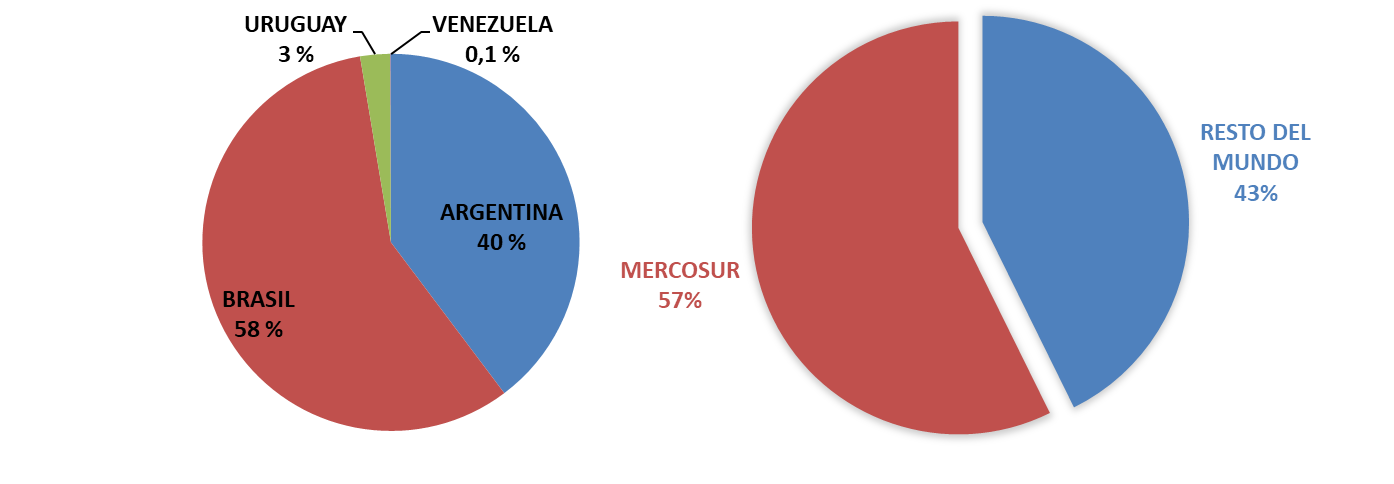 URUGUAY
3 %
VENEZUELA
0,1 %
ARGENTINA
40 %
BRASIL
58 %
MERCOSUR
57%
RESTO DEL
MUNDO
43%